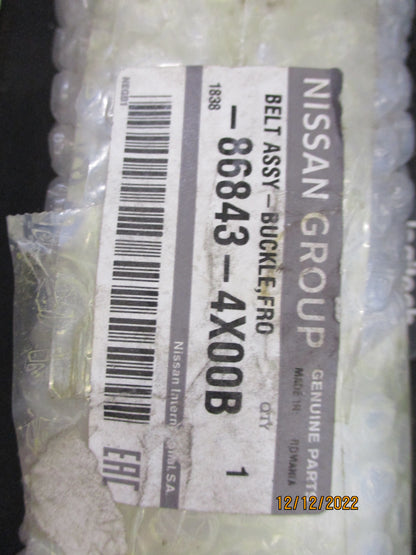 NISSAN GROUP GENUINE PARTS
MADE IN ROMANIA
BELT ASSY-BUCKLE,FRO QTY
1838
-86843-4X00B 1
Nissan International, S.A.
EAC
12/12/2022